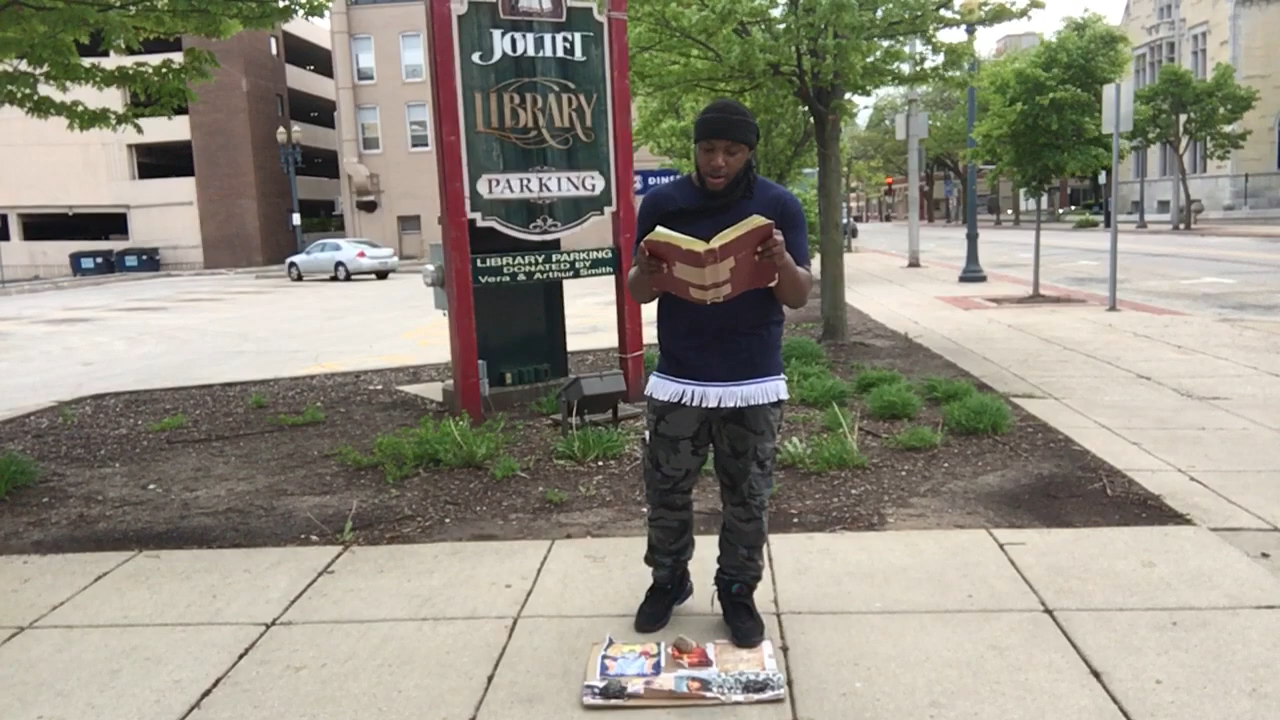 JOLIET
LIBRARY
PARKING
LIBRARY PARKING
DONATED BY
Vera & Arthur Smith